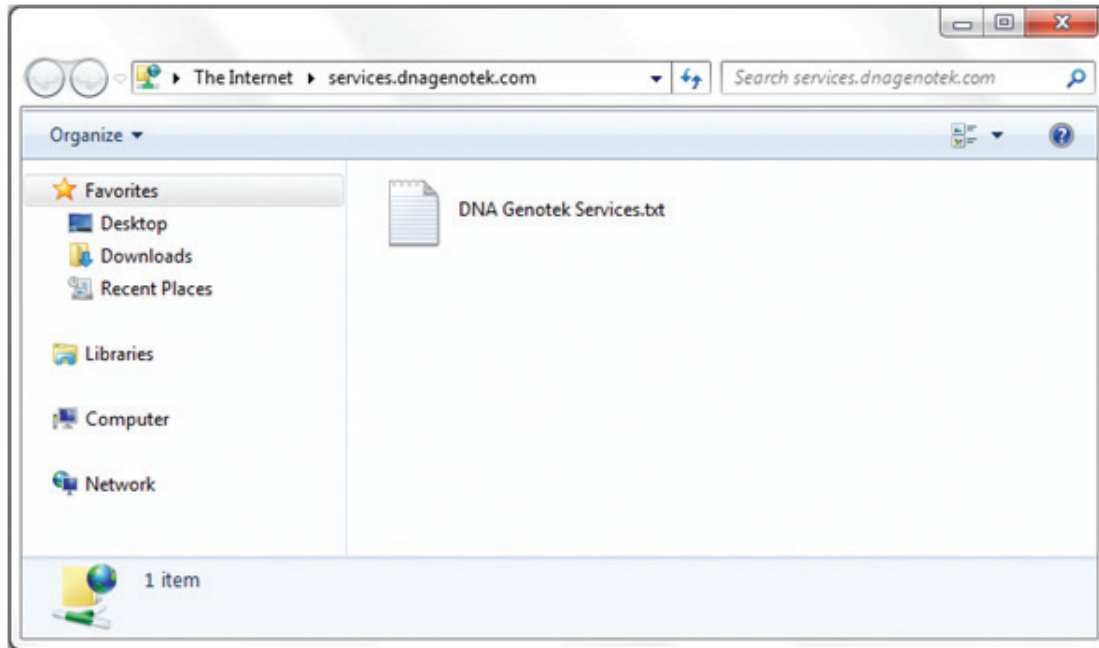 The Internet services.dnagenotek.com Search services.dnagenotek.com
Organize
Favorites
Desktop
Downloads
Recent Places
Libraries
Computer
Network
DNA Genotek Services.txt
1 item